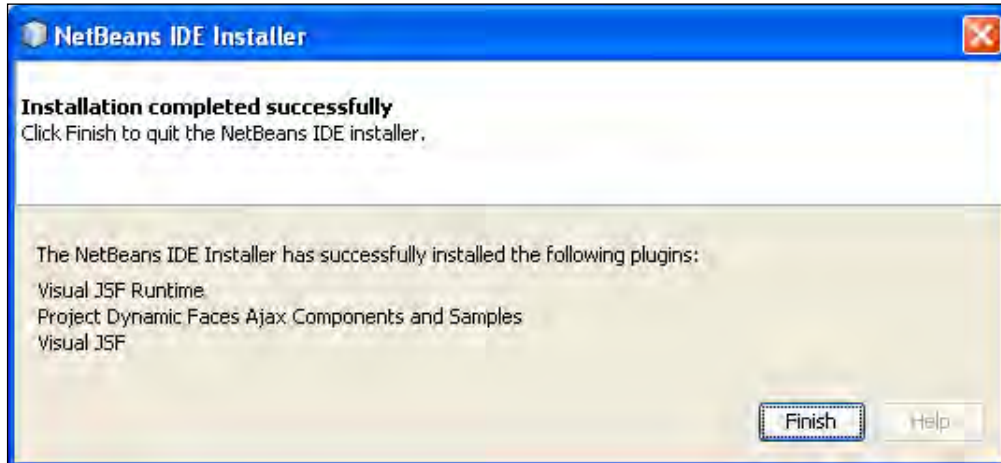 NetBeans IDE Installer
Installation completed successfully
Click Finish to quit the NetBeans IDE installer.
The NetBeans IDE Installer has successfully installed the following plugins:
Visual JSF Runtime
Project Dynamic Faces Ajax Components and Samples
Visual JSF
Finish
Help